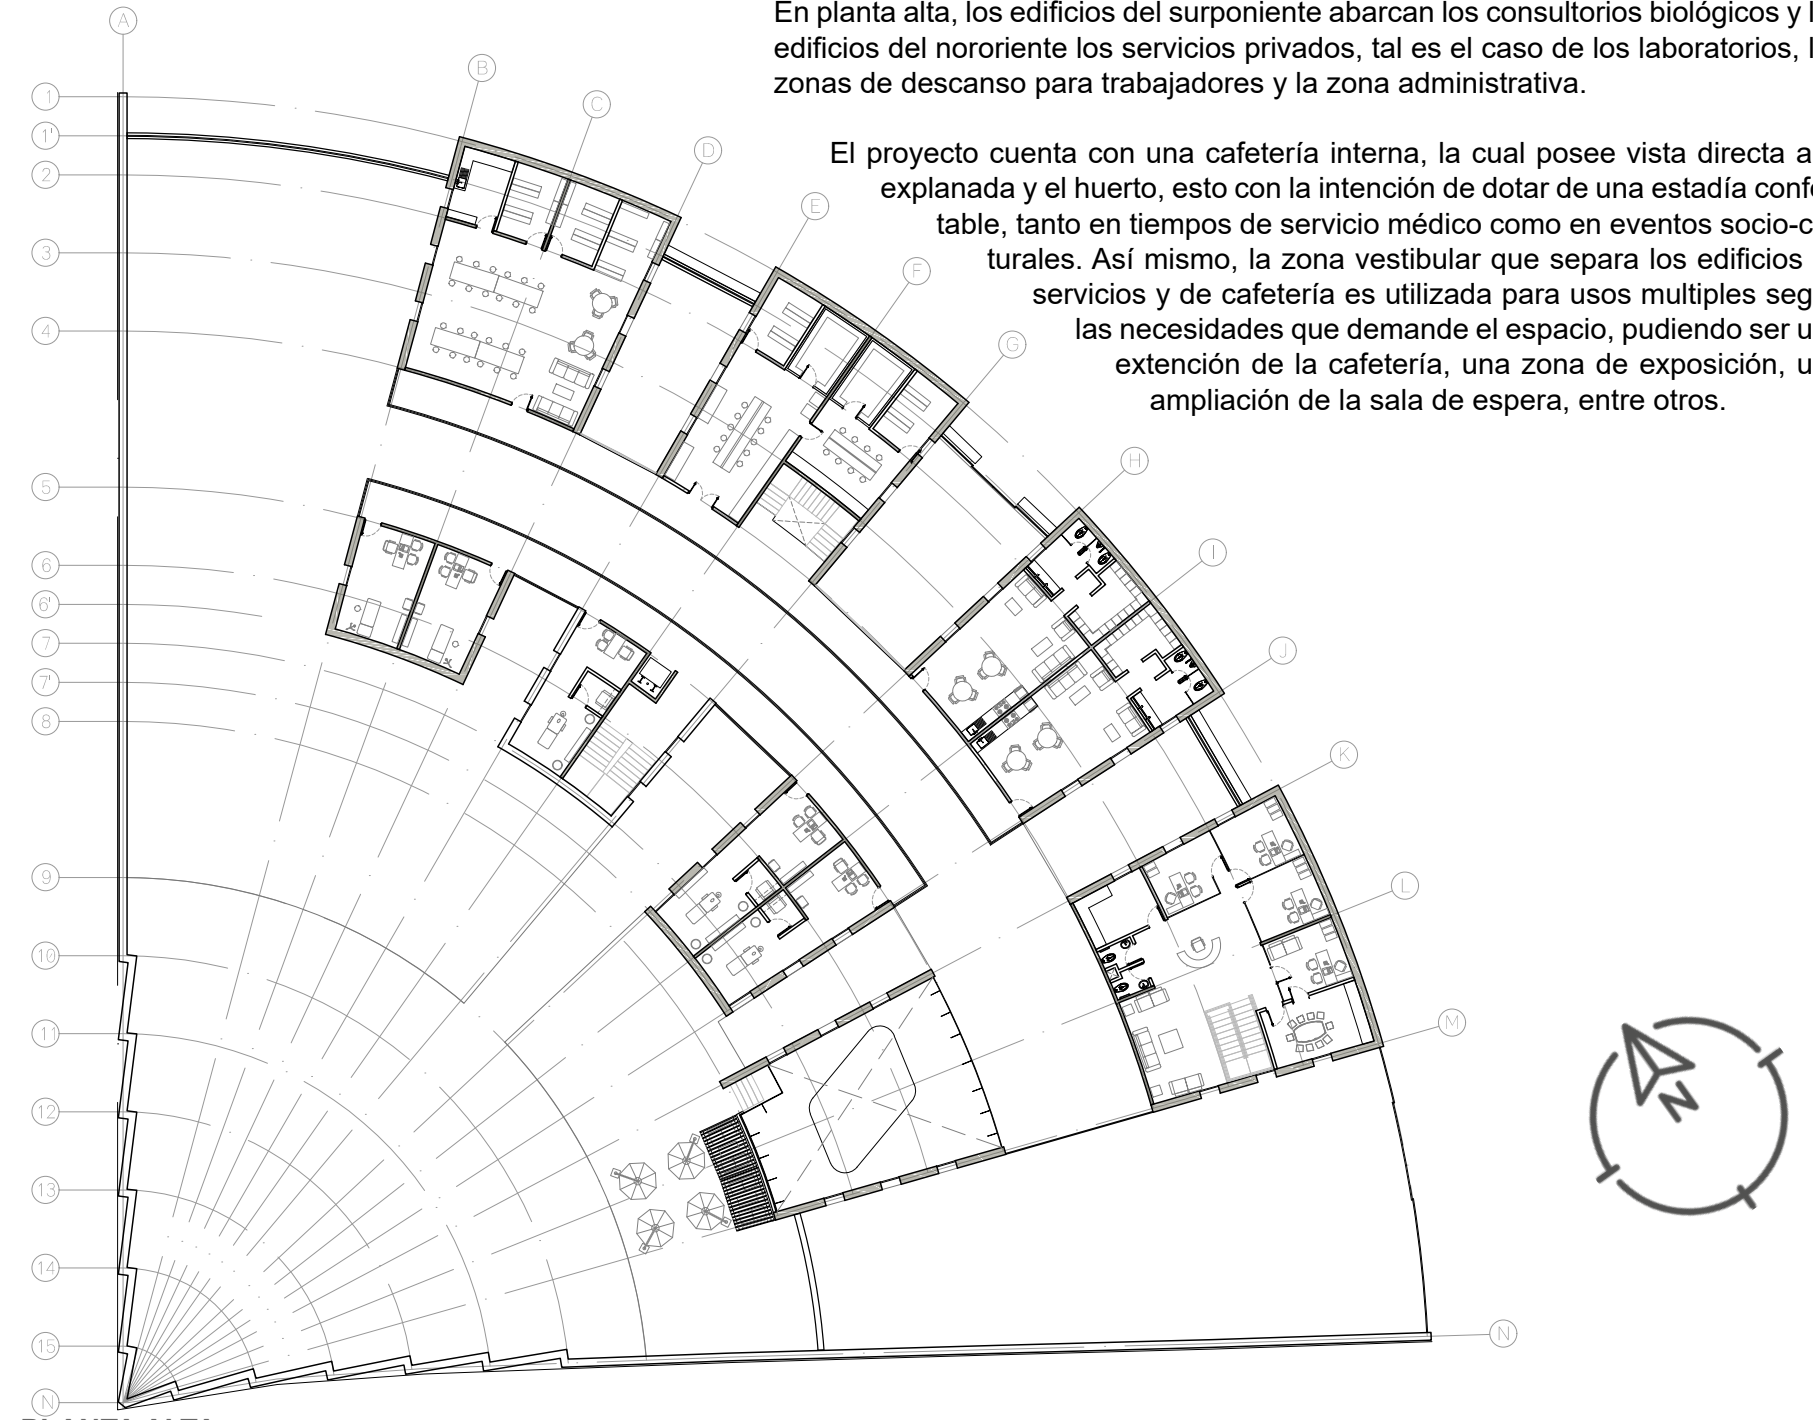 En planta alta, los edificios del surponiente abarcan los consultorios biológicos y
edificios del nororiente los servicios privados, tal es el caso de los laboratorios,
zonas de descanso para trabajadores y la zona administrativa.
El proyecto cuenta con una cafetería interna, la cual posee vista directa a
explanada y el huerto, esto con la intención de dotar de una estadía
table, tanto en tiempos de servicio médico como en eventos
turales. Así mismo, la zona vestibular que separa los edificios
servicios y de cafetería es utilizada para usos multiples
las necesidades que demande el espacio, pudiendo ser
extención de la cafetería, una zona de exposición,
ampliación de la sala de espera, entre otros.
A
B
C
D
E
F
G
H
I
J
K
L
M
N
1
1'
2
3
4
5
6
6'
7
7'
8
9
10
11
12
13
14
15
N
N
PLANTA ALTA